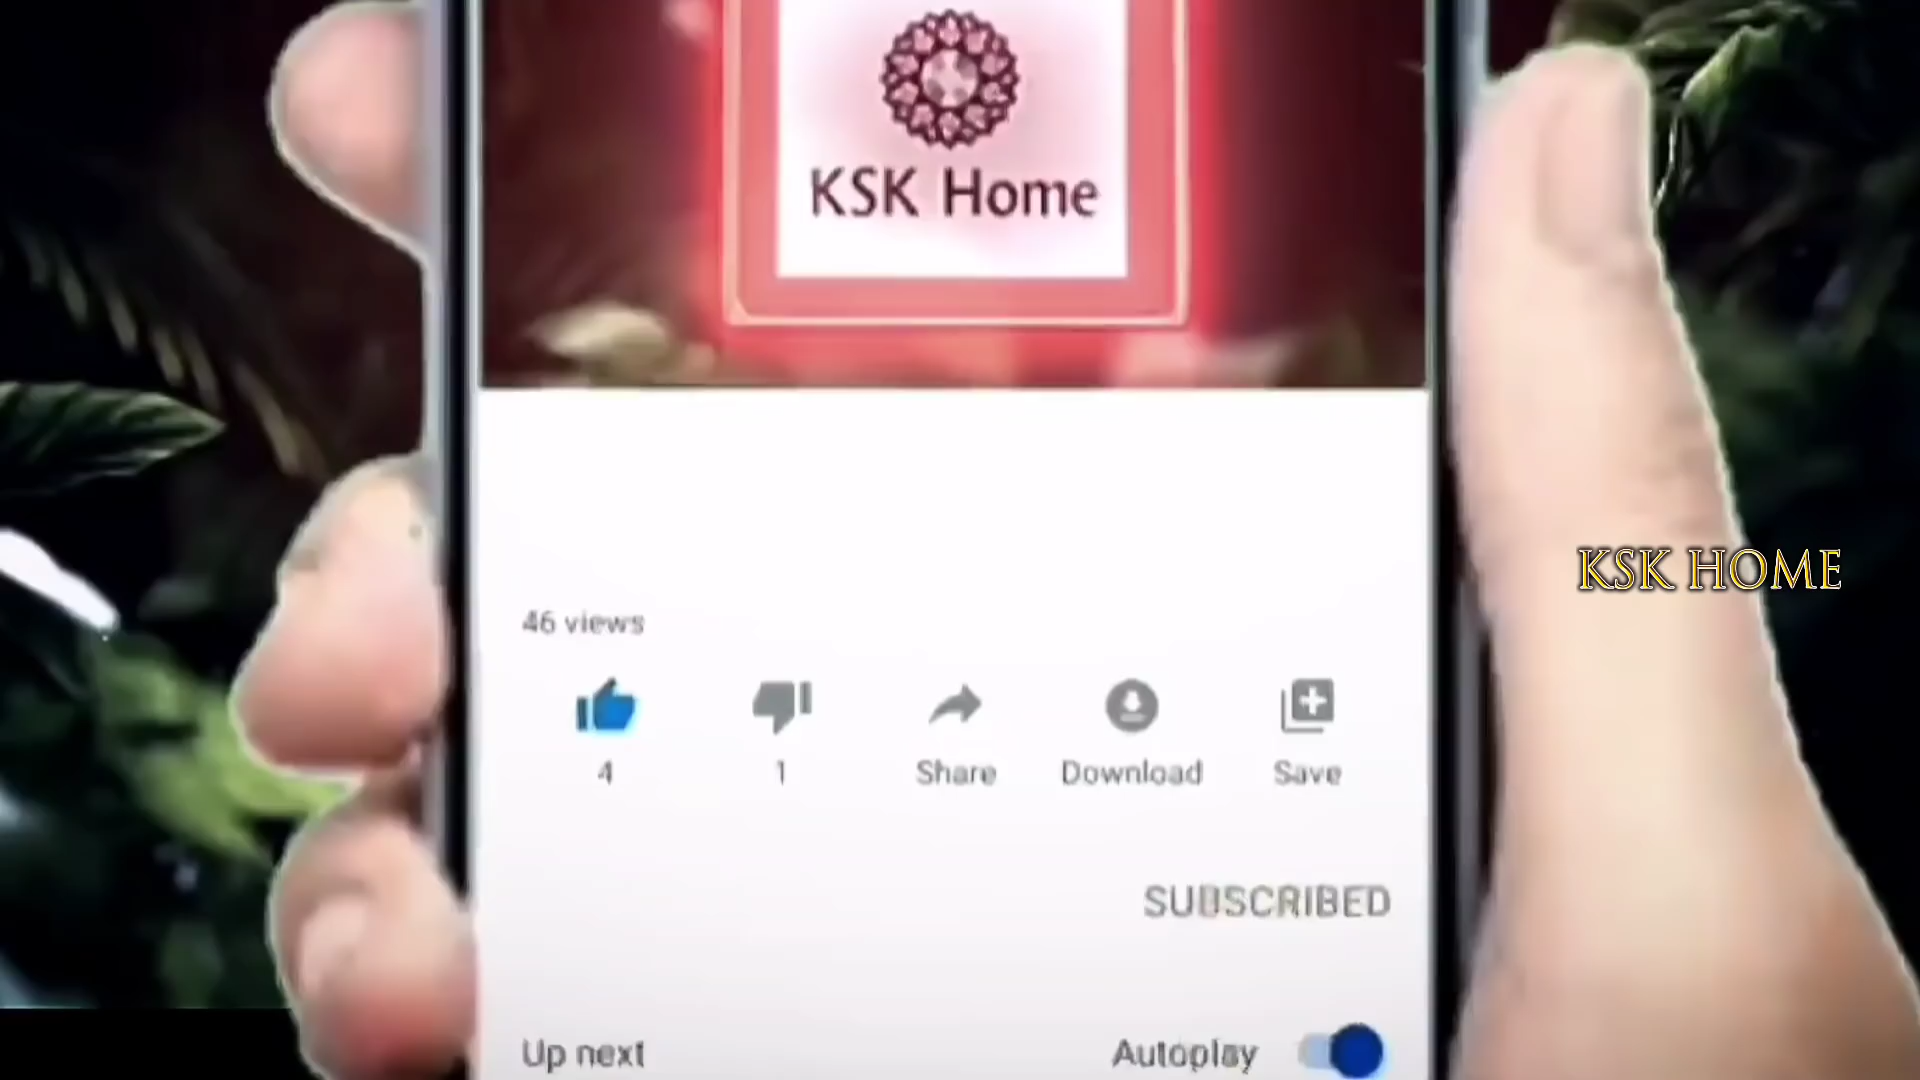 KSK Home
KSK HOME
46 views
4
1
Share
Download
Save
SUBSCRIBED
Up next
Autoplay